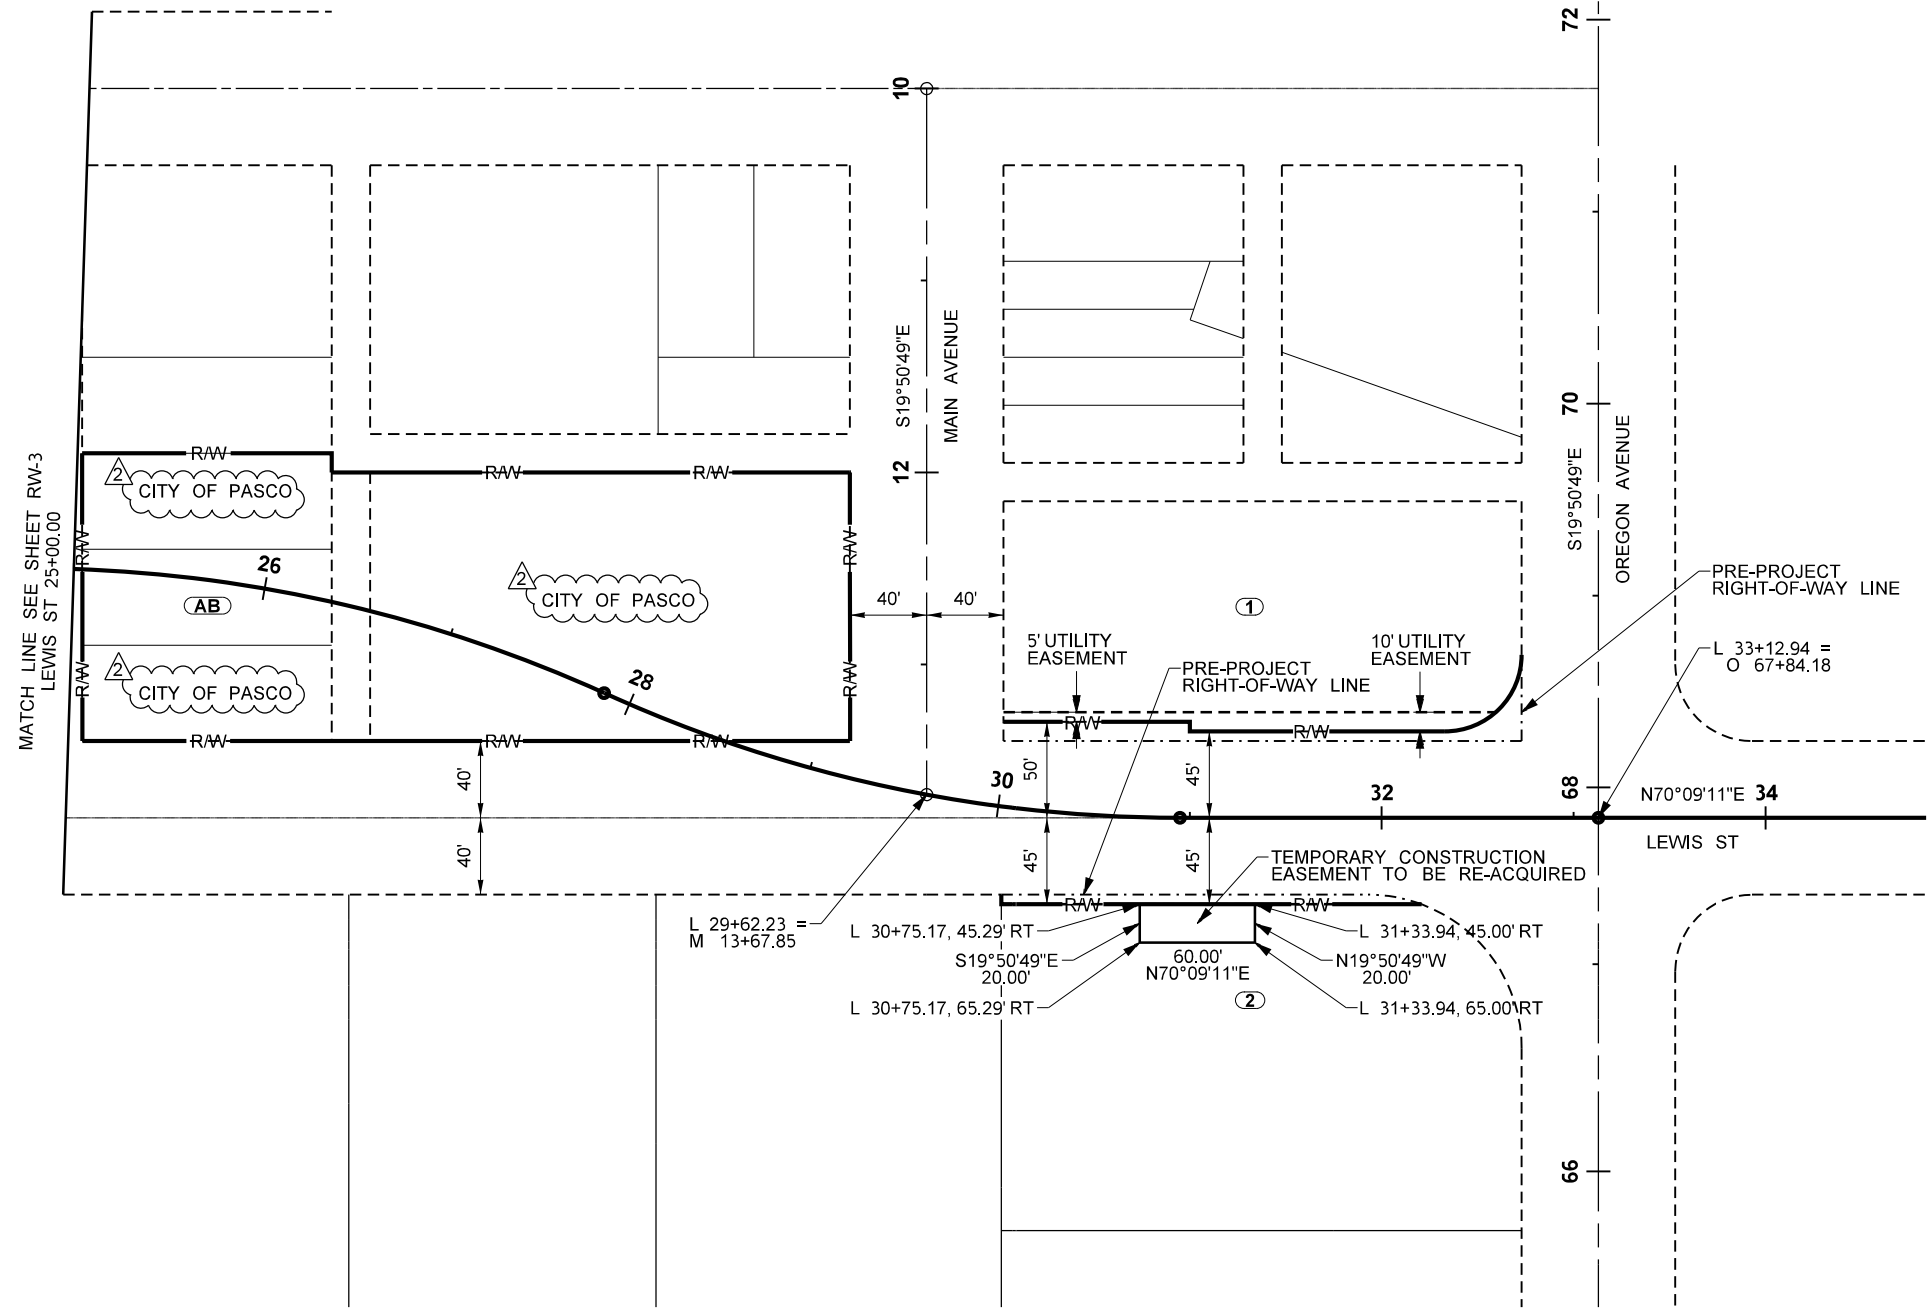 72
10
S19°50'49"E
MAIN AVENUE
12
70
S19°50'49"E
OREGON AVENUE
68
66
MATCH LINE SEE SHEET RW-3
LEWIS ST 25+00.00
R/W
R/W
R/W
2
CITY OF PASCO
R/W
R/W
26
AB
2
CITY OF PASCO
40'
40'
1
PRE-PROJECT
RIGHT-OF-WAY LINE
5' UTILITY
EASEMENT
10' UTILITY
EASEMENT
PRE-PROJECT
RIGHT-OF-WAY LINE
L 33+12.94 =
O 67+84.18
2
CITY OF PASCO
R/W
R/W
28
R/W
R/W
R/W
R/W
R/W
40'
50'
45'
30
32
N70°09'11"E
34
LEWIS ST
40'
45'
45'
TEMPORARY CONSTRUCTION
EASEMENT TO BE RE-ACQUIRED
R/W
R/W
L 29+62.23 =
M 13+67.85
L 30+75.17, 45.29' RT
L 31+33.94, 45.00' RT
S19°50'49"E
20.00'
60.00'
N70°09'11"E
N19°50'49"W
20.00'
L 30+75.17, 65.29' RT
2
L 31+33.94, 65.00' RT